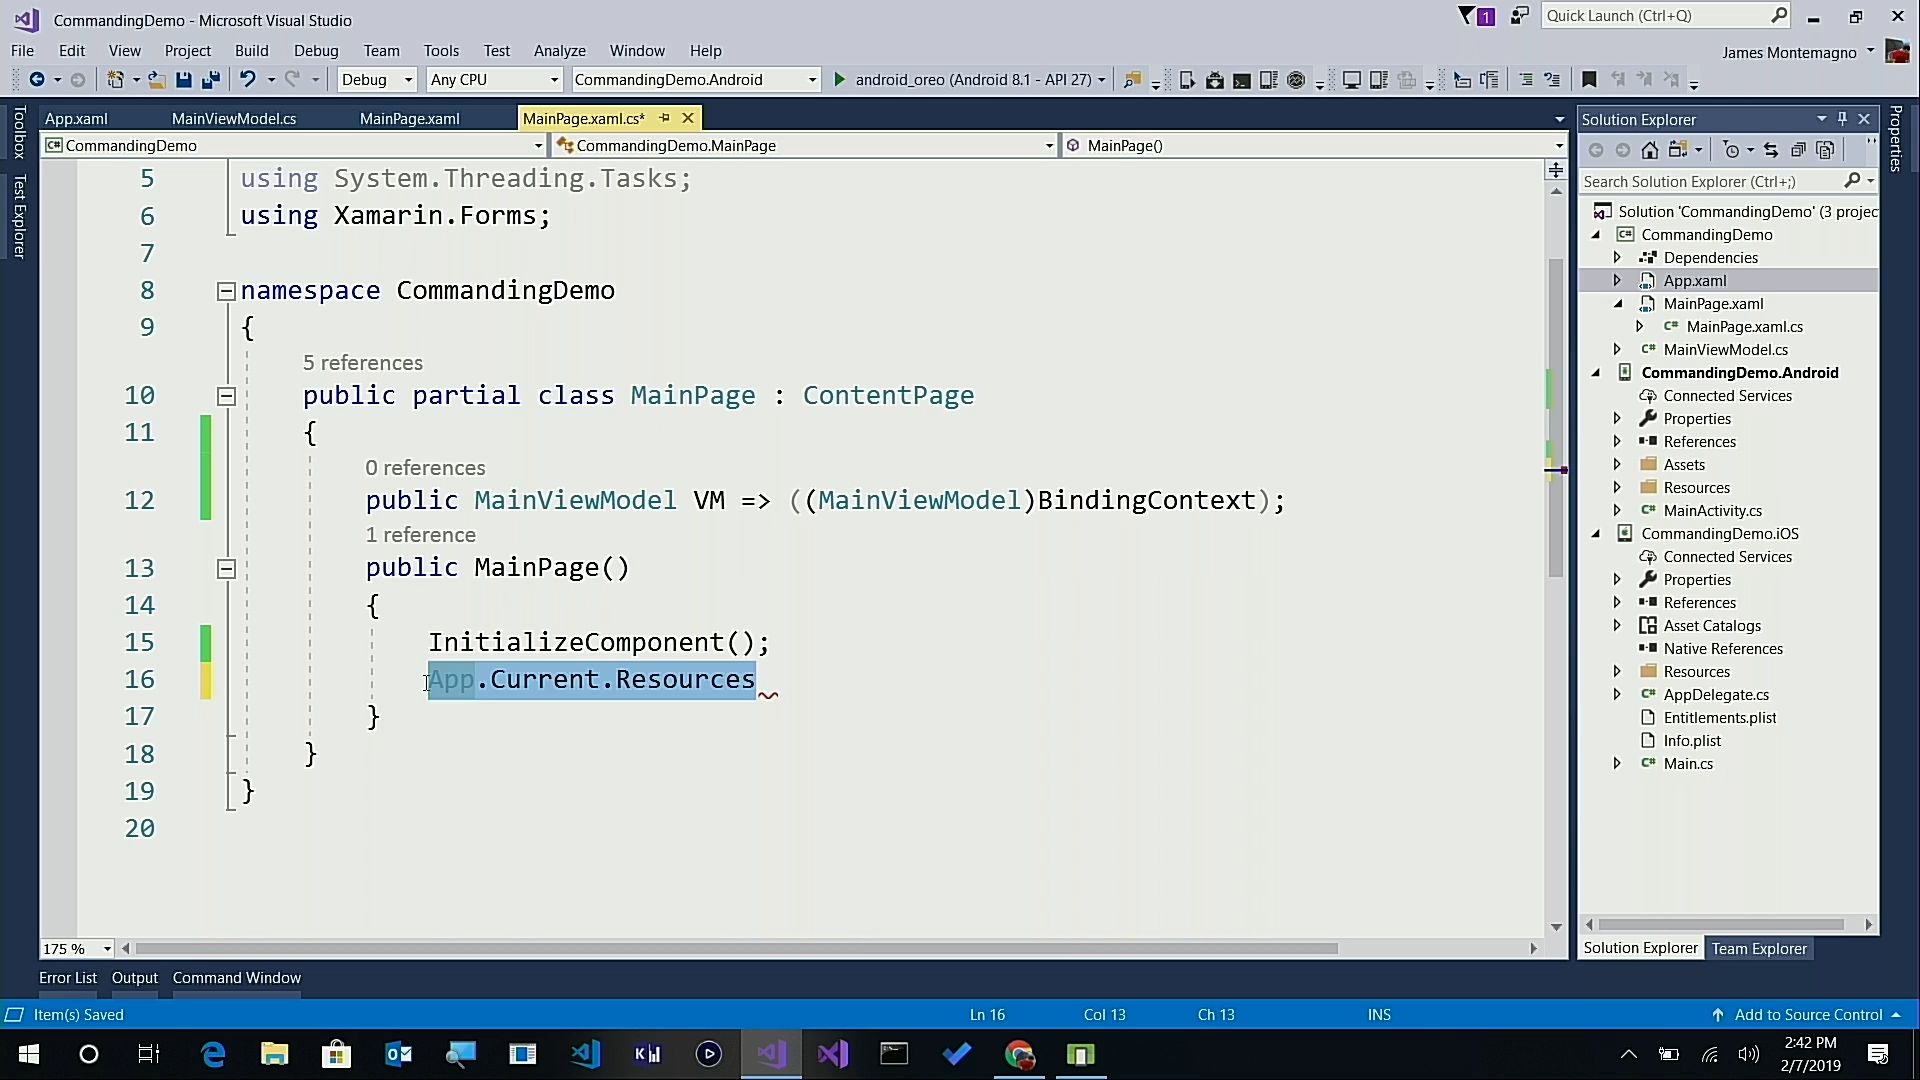 CommandingDemo - Microsoft Visual Studio
1
Quick Launch (Ctrl+Q)
File Edit View Project Build Debug Team Tools Test Analyze Window Help
James Montemagno
Debug Any CPU CommandingDemo.Android android_oreo (Android 8.1 - API 27)
Toolbox
Test Explorer
App.xaml MainViewModel.cs MainPage.xaml MainPage.xaml.cs*
CommandingDemo CommandingDemo.MainPage MainPage()
5 using System.Threading.Tasks;
6 using Xamarin.Forms;
7
8 namespace CommandingDemo
9 {
5 references
10 public partial class MainPage : ContentPage
11 {
0 references
12 public MainViewModel VM => ((MainViewModel)BindingContext);
1 reference
13 public MainPage()
14 {
15 InitializeComponent();
16 App.Current.Resources
17 }
18 }
19 }
20
175 %
Solution Explorer
Search Solution Explorer (Ctrl+;)
Solution 'CommandingDemo' (3 projec
C# CommandingDemo
Dependencies
App.xaml
MainPage.xaml
C# MainPage.xaml.cs
C# MainViewModel.cs
CommandingDemo.Android
Connected Services
Properties
References
Assets
Resources
C# MainActivity.cs
CommandingDemo.iOS
Connected Services
Properties
References
Asset Catalogs
Native References
Resources
C# AppDelegate.cs
Entitlements.plist
Info.plist
C# Main.cs
Solution Explorer Team Explorer
Properties
Error List Output Command Window
Item(s) Saved Ln 16 Col 13 Ch 13 INS Add to Source Control
2:42 PM
2/7/2019